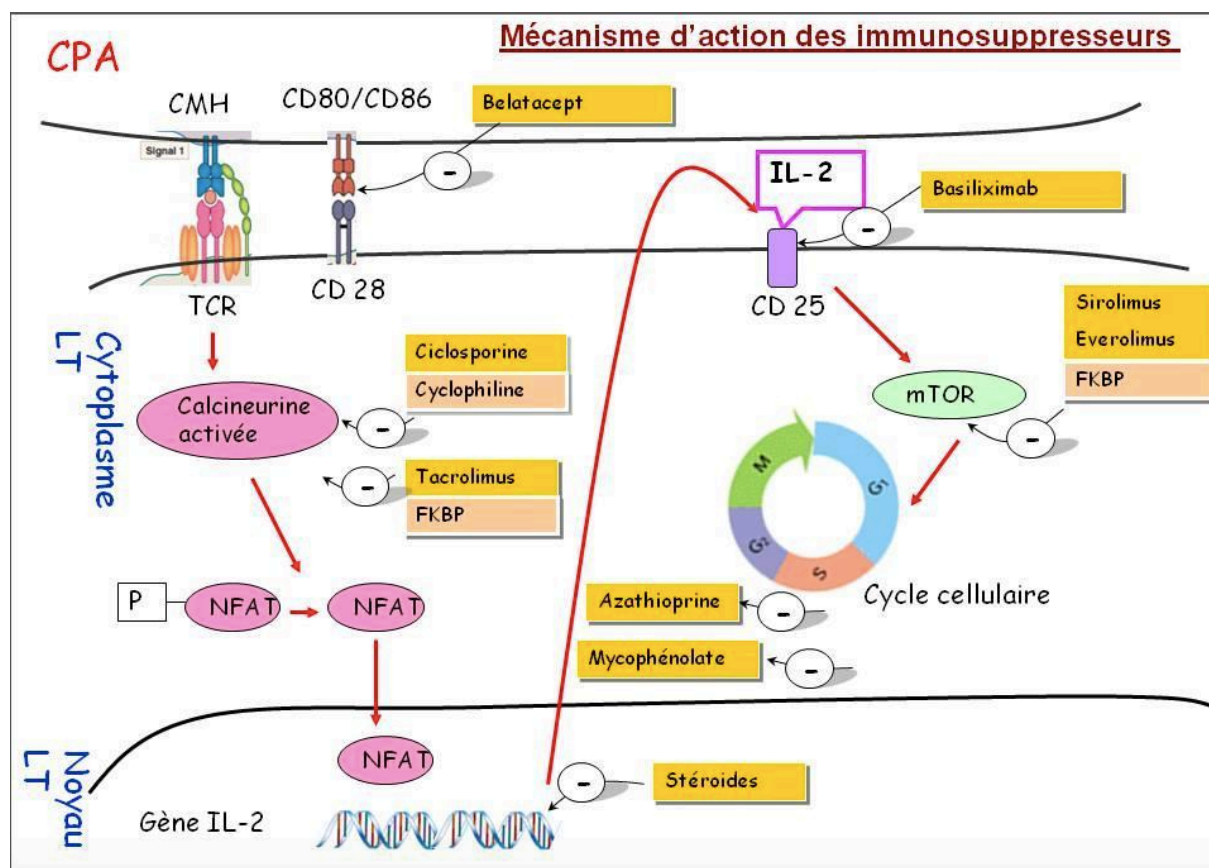 Mécanisme d'action des immunosuppresseurs
CPA
CMH
CD80/CD86
Belatacept
Signal 1
-
IL-2
Basiliximab
-
CD 28
TCR
CD 25
Sirolimus
Everolimus
FKBP
Cytoplasme
LT
Ciclosporine
Cyclophiline
Calcineurine
activée
-
mTOR
-
Tacrolimus
FKBP
-
M
G1
G2
S
P
NFAT
NFAT
Azathioprine
-
Cycle cellulaire
Mycophénolate
-
Noyau
LT
NFAT
-
Stéroides
Gène IL-2